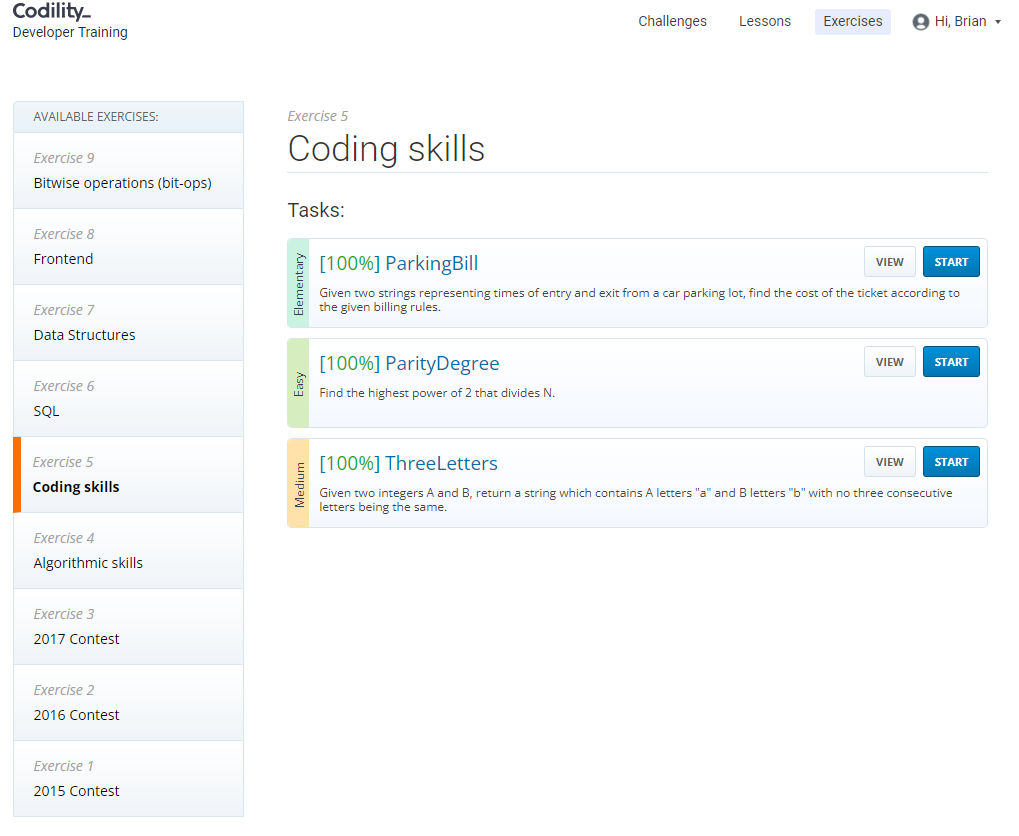 Codility_
Developer Training
Challenges
Lessons
Exercises
Hi, Brian
AVAILABLE EXERCISES:
Exercise 9
Bitwise operations (bit-ops)
Exercise 8
Frontend
Exercise 7
Data Structures
Exercise 6
SQL
Exercise 5
Coding skills
Exercise 4
Algorithmic skills
Exercise 3
2017 Contest
Exercise 2
2016 Contest
Exercise 1
2015 Contest
Exercise 5
Coding skills
Tasks:
Elementary
[100%] ParkingBill
VIEW
START
Given two strings representing times of entry and exit from a car parking lot, find the cost of the ticket according to
the given billing rules.
Easy
[100%] ParityDegree
VIEW
START
Find the highest power of 2 that divides N.
Medium
[100%] ThreeLetters
VIEW
START
Given two integers A and B, return a string which contains A letters "a" and B letters "b" with no three consecutive
letters being the same.